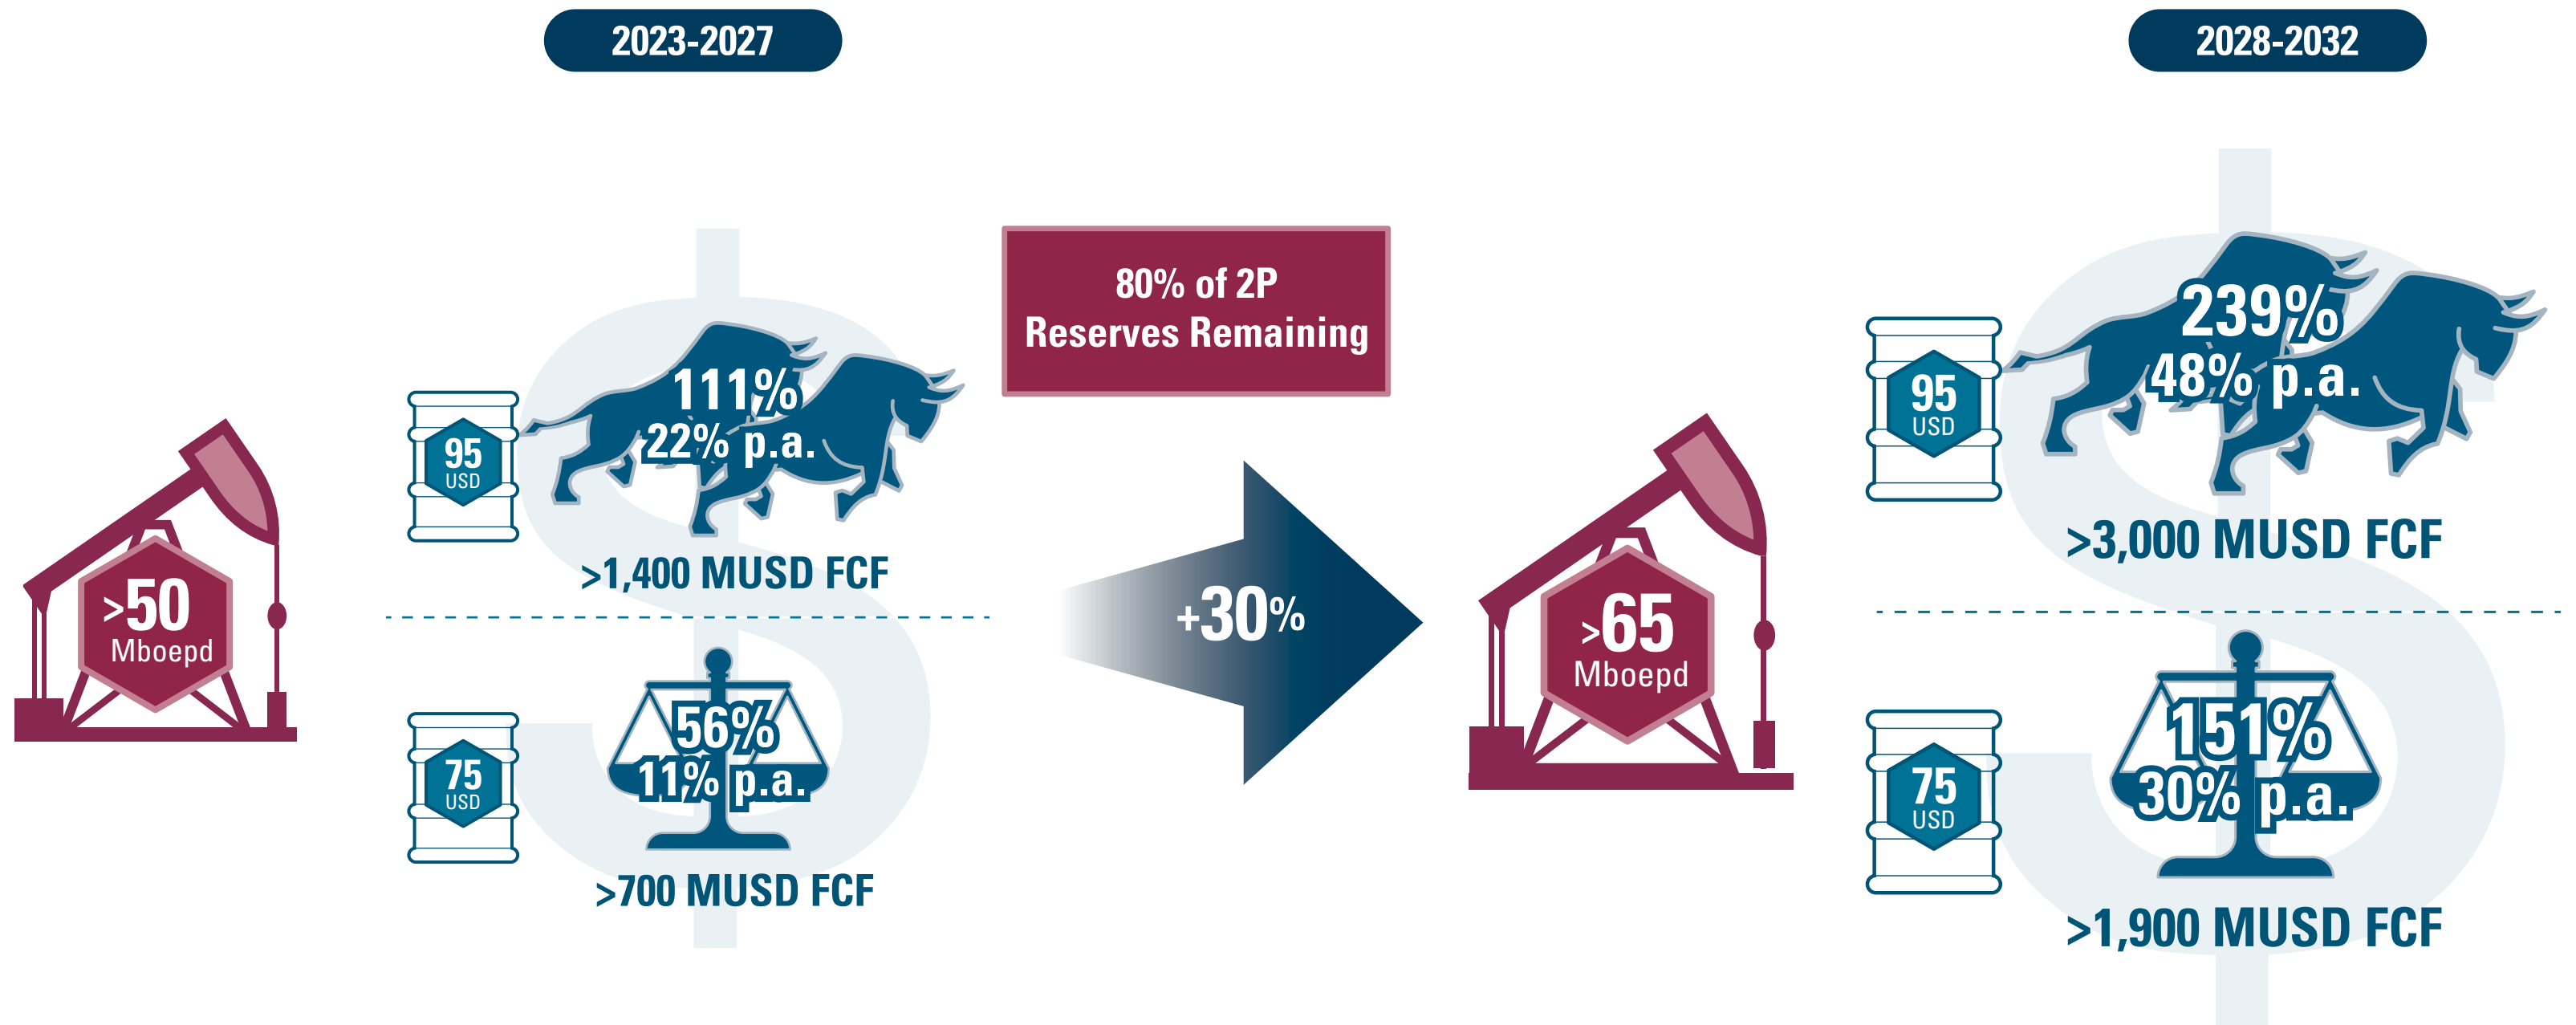 2023-2027
>50
Mboepd
95
USD
111%
22% p.a.
>1,400 MUSD FCF
75
USD
56%
11% p.a.
>700 MUSD FCF
80% of 2P
Reserves Remaining
+30%
2028-2032
>65
Mboepd
95
USD
239%
48% p.a.
>3,000 MUSD FCF
75
USD
151%
30% p.a.
>1,900 MUSD FCF